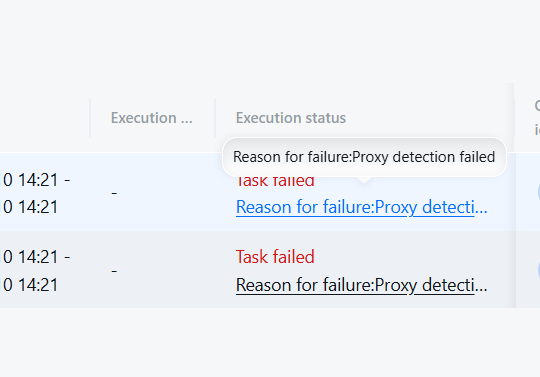 Execution ...
Execution status
Reason for failure:Proxy detection failed
0 14:21 -
0 14:21
-
Task failed
Reason for failure:Proxy detecti...
0 14:21 -
0 14:21
-
Task failed
Reason for failure:Proxy detecti...